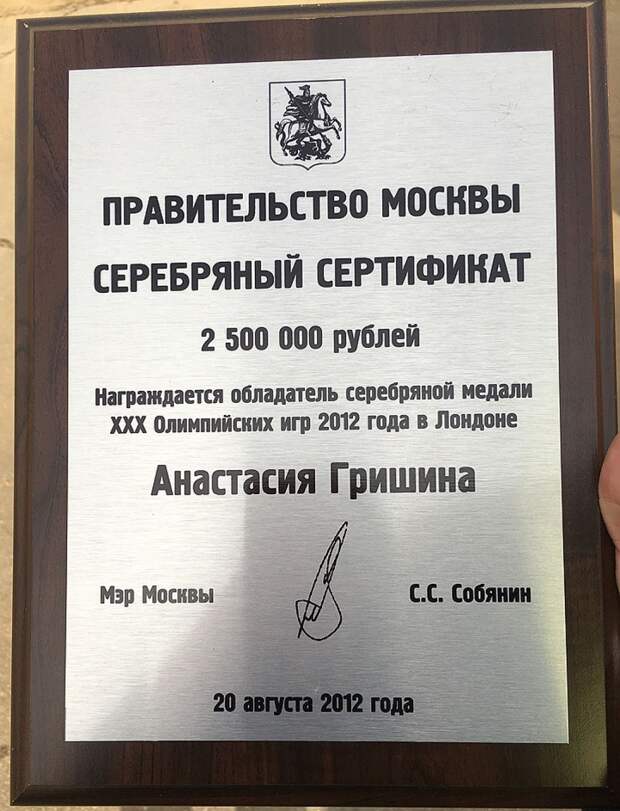 ПРАВИТЕЛЬСТВО МОСКВЫ
СЕРЕБРЯНЫЙ СЕРТИФИКАТ
2 500 000 рублей
Награждается обладатель серебряной медали
XXX Олимпийских игр 2012 года в Лондоне
Анастасия Гришина
Мэр Москвы С.С. Собянин
20 августа 2012 года